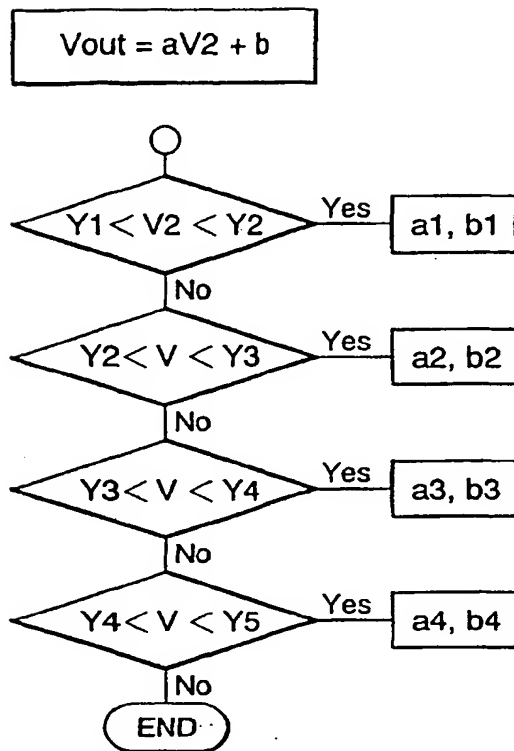 Vout = aV2 + b
Y1 < V2 < Y2
Yes
a1, b1
No
Y2 < V < Y3
Yes
a2, b2
No
Y3 < V < Y4
Yes
a3, b3
No
Y4 < V < Y5
Yes
a4, b4
No
END